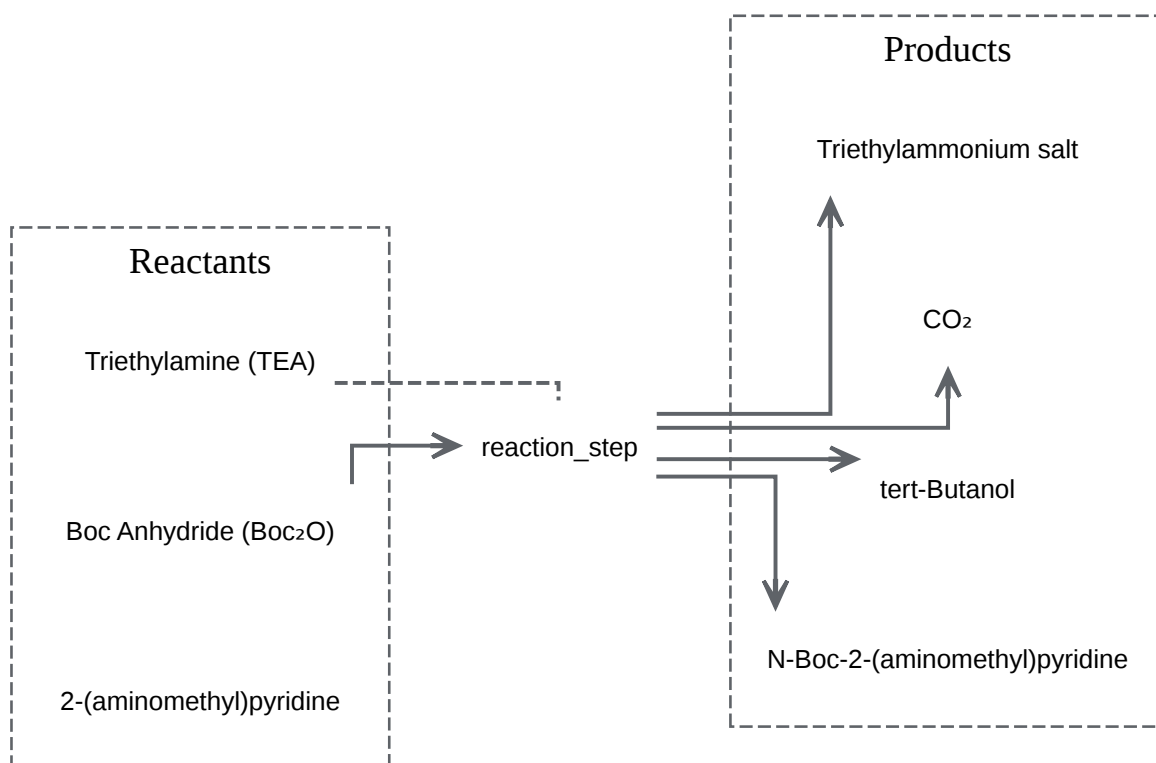 Products
Triethylammonium salt
Reactants
CO₂
Triethylamine (TEA)
reaction_step
tert-Butanol
Boc Anhydride (Boc₂O)
N-Boc-2-(aminomethyl)pyridine
2-(aminomethyl)pyridine